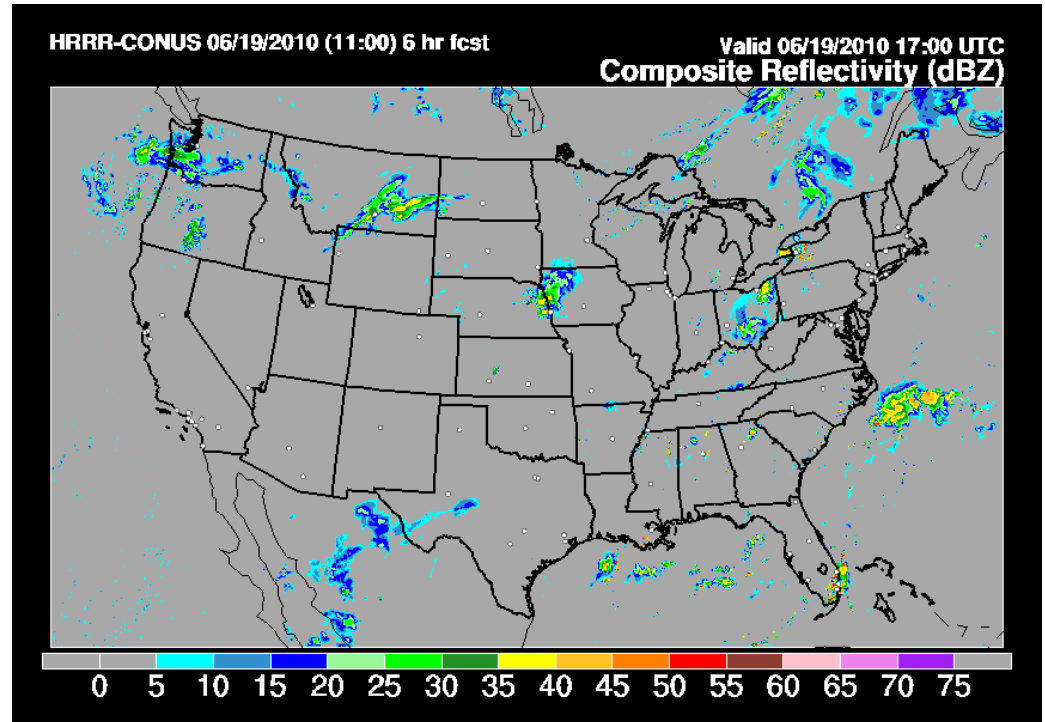 HRRR-CONUS 06/19/2010 (11:00) 6 hr fcst
Valid 06/19/2010 17:00 UTC
Composite Reflectivity (dBZ)
0 5 10 15 20 25 30 35 40 45 50 55 60 65 70 75